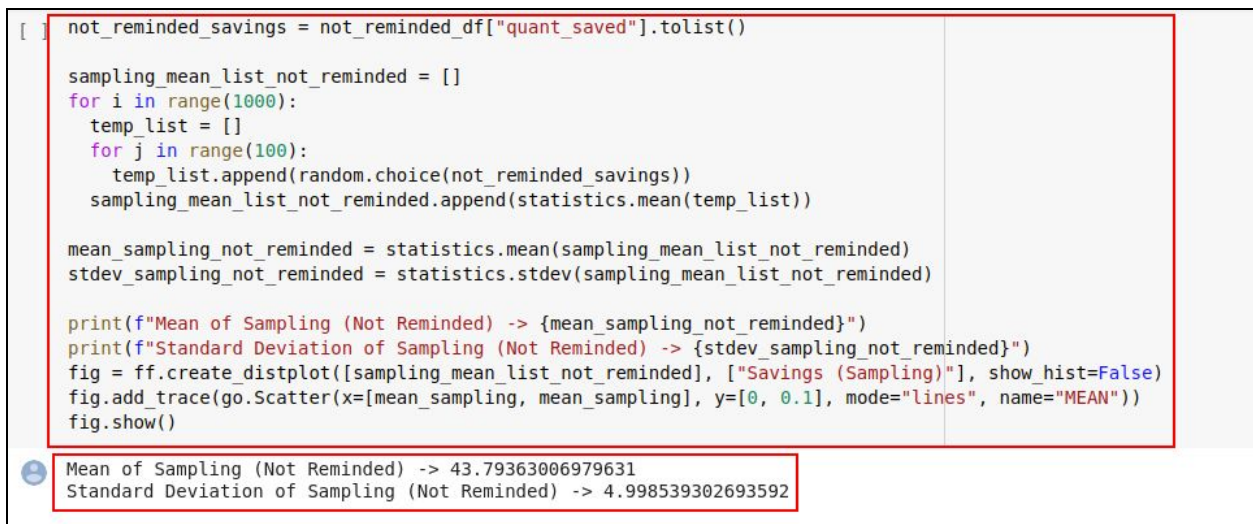 [ ] not_reminded_savings = not_reminded_df["quant_saved"].tolist()
sampling_mean_list_not_reminded = []
for i in range(1000):
  temp_list = []
  for j in range(100):
    temp_list.append(random.choice(not_reminded_savings))
  sampling_mean_list_not_reminded.append(statistics.mean(temp_list))
mean_sampling_not_reminded = statistics.mean(sampling_mean_list_not_reminded)
stdev_sampling_not_reminded = statistics.stdev(sampling_mean_list_not_reminded)
print(f"Mean of Sampling (Not Reminded) -> {mean_sampling_not_reminded}")
print(f"Standard Deviation of Sampling (Not Reminded) -> {stdev_sampling_not_reminded}")
fig = ff.create_distplot([sampling_mean_list_not_reminded], ["Savings (Sampling)"], show_hist=False)
fig.add_trace(go.Scatter(x=[mean_sampling, mean_sampling], y=[0, 0.1], mode="lines", name="MEAN"))
fig.show()
Mean of Sampling (Not Reminded) -> 43.79363006979631
Standard Deviation of Sampling (Not Reminded) -> 4.998539302693592